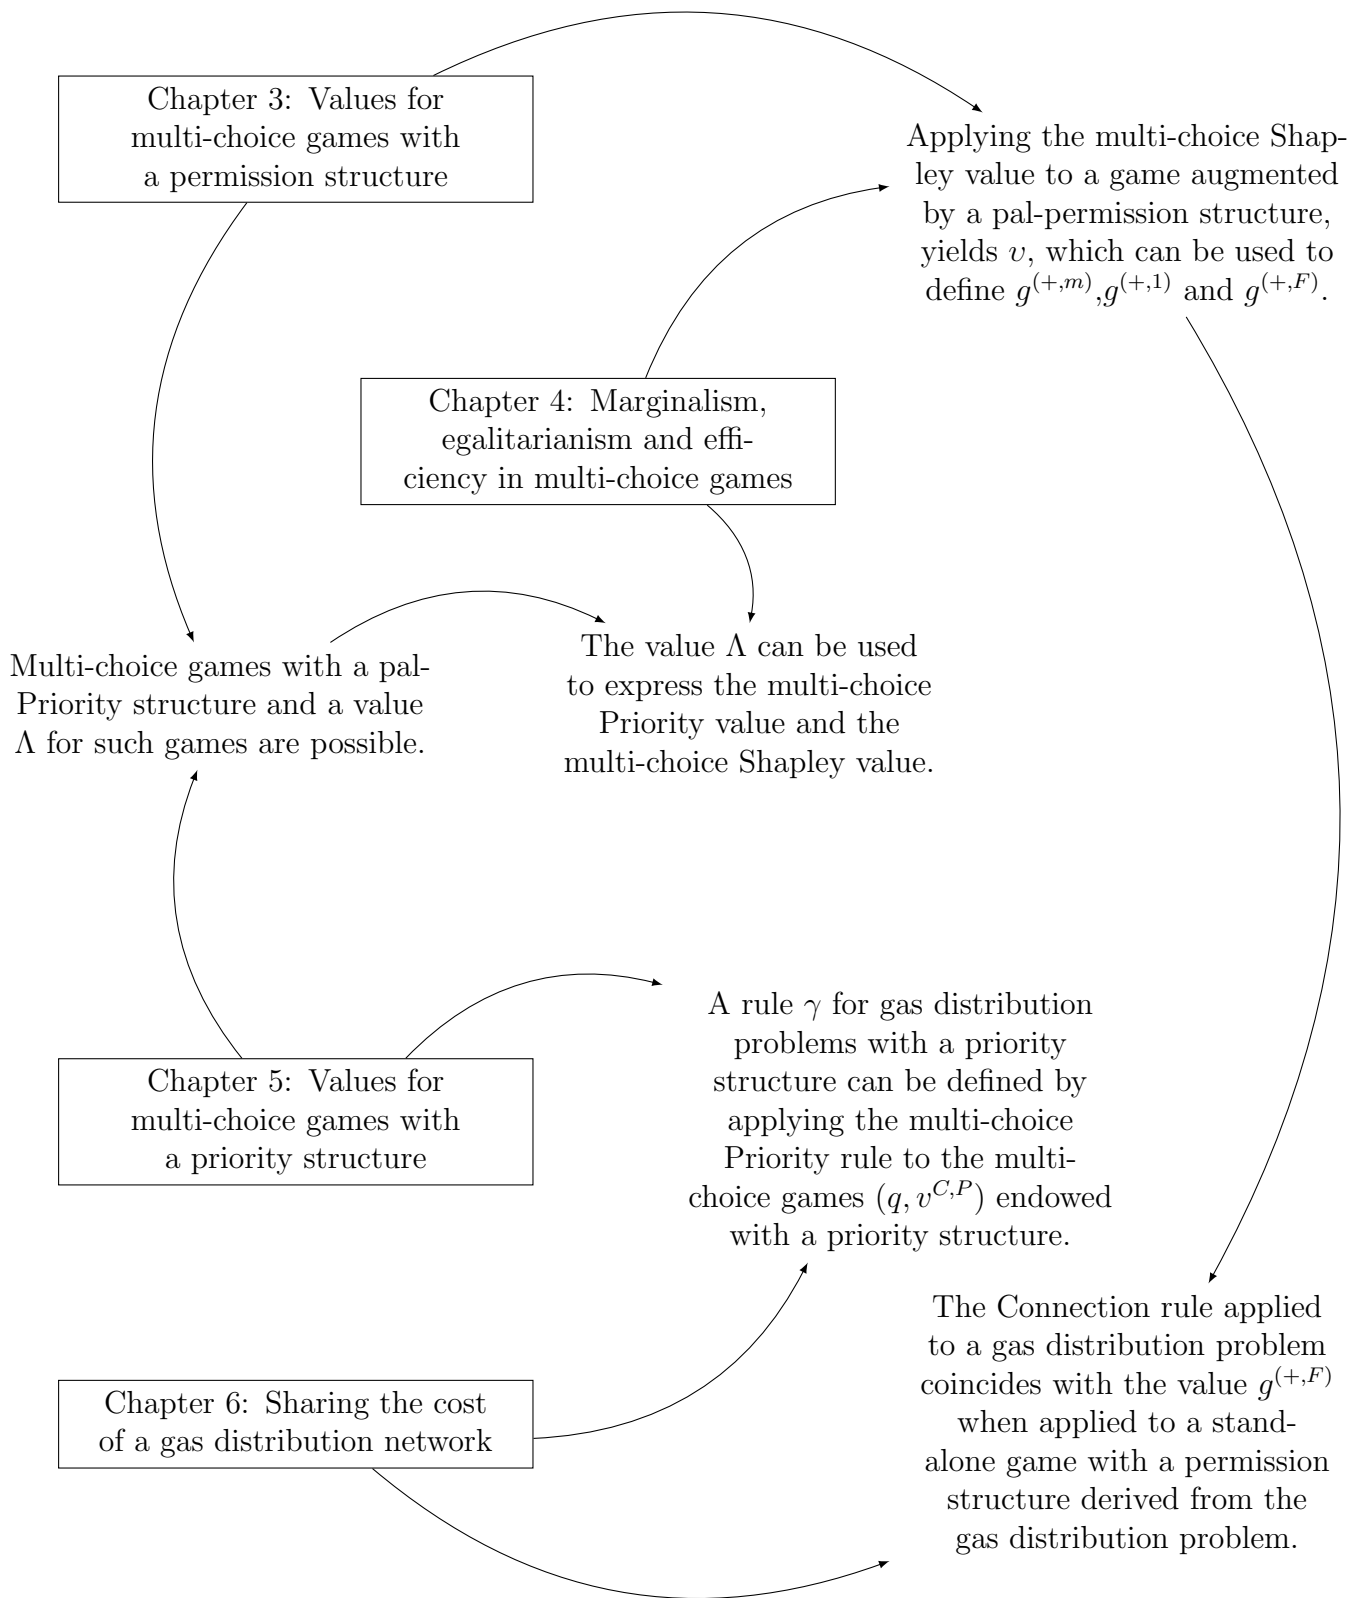 Chapter 3: Values for
multi-choice games with
a permission structure
Applying the multi-choice Shap-
ley value to a game augmented
by a pal-permission structure,
yields υ, which can be used to
define g^{(+,m)},g^{(+,1)} and g^{(+,F)}.
Chapter 4: Marginalism,
egalitarianism and effi-
ciency in multi-choice games
Multi-choice games with a pal-
Priority structure and a value
Λ for such games are possible.
The value Λ can be used
to express the multi-choice
Priority value and the
multi-choice Shapley value.
A rule γ for gas distribution
problems with a priority
structure can be defined by
applying the multi-choice
Priority rule to the multi-
choice games (q, v^{C,P}) endowed
with a priority structure.
Chapter 5: Values for
multi-choice games with
a priority structure
The Connection rule applied
to a gas distribution problem
coincides with the value g^{(+,F)}
when applied to a stand-
alone game with a permission
structure derived from the
gas distribution problem.
Chapter 6: Sharing the cost
of a gas distribution network